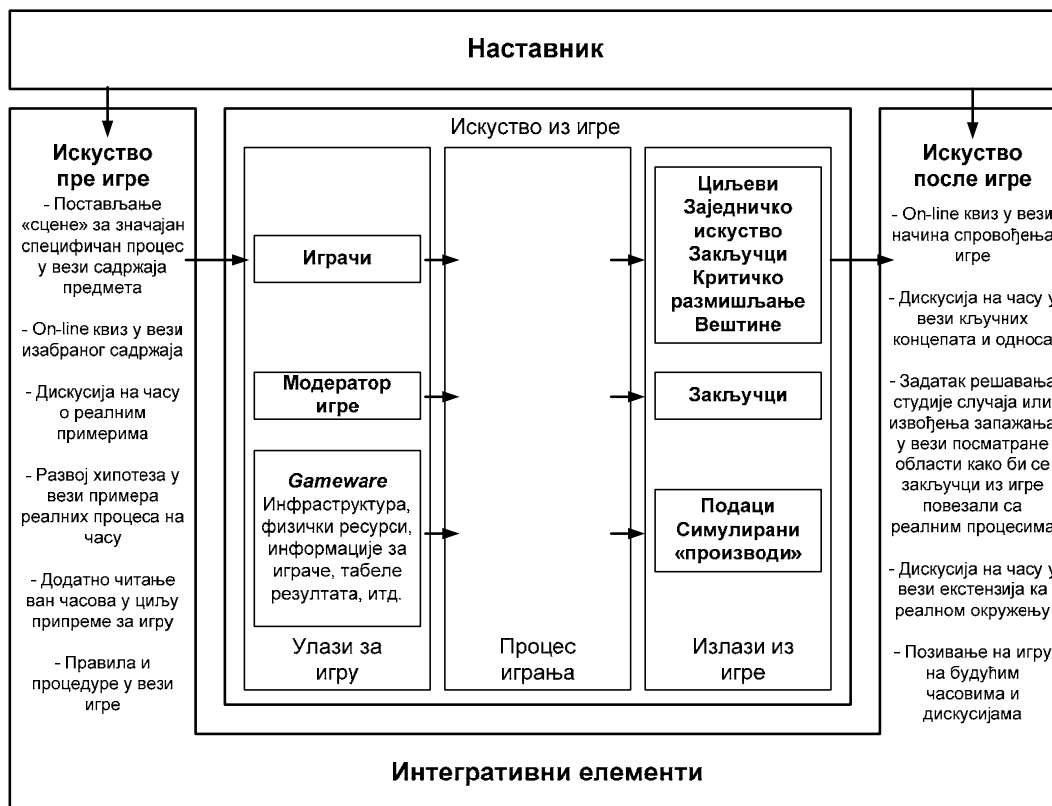 Наставник
Искуство
пре игре
- Постављање
«сцене» за значајан
специфичан процес
у вези садржаја
предмета
- On-line квиз у вези
изабраног садржаја
- Дискусија на часу
о реалним
примерима
- Развој хипотеза у
вези примера
реалних процеса на
часу
- Додатно читање
ван часова у циљу
припреме за игру
- Правила и
процедуре у вези
игре
Искуство из игре
Играчи
Модератор
игре
Gameware
Инфраструктура,
физички ресурси,
информације за
играче, табеле
резултата, итд.
Улази за
игру
Процес
играња
Циљеви
Заједничко
искуство
Закључци
Критичко
размишљање
Вештине
Закључци
Подаци
Симулирани
«производи»
Излази из
игре
Искуство
после игре
- On-line квиз у вези
начина спровођења
игре
- Дискусија на часу у
вези кључних
концепата и односа
- Задатак решавања
студије случаја или
извођења запажања
у вези посматране
области како би се
закључци из игре
повезали са
реалним процесима
- Дискусија на часу у
вези екстензија ка
реалном окружењу
- Позивање на игру
на будућим
часовима и
дискусијама
Интегративни елементи